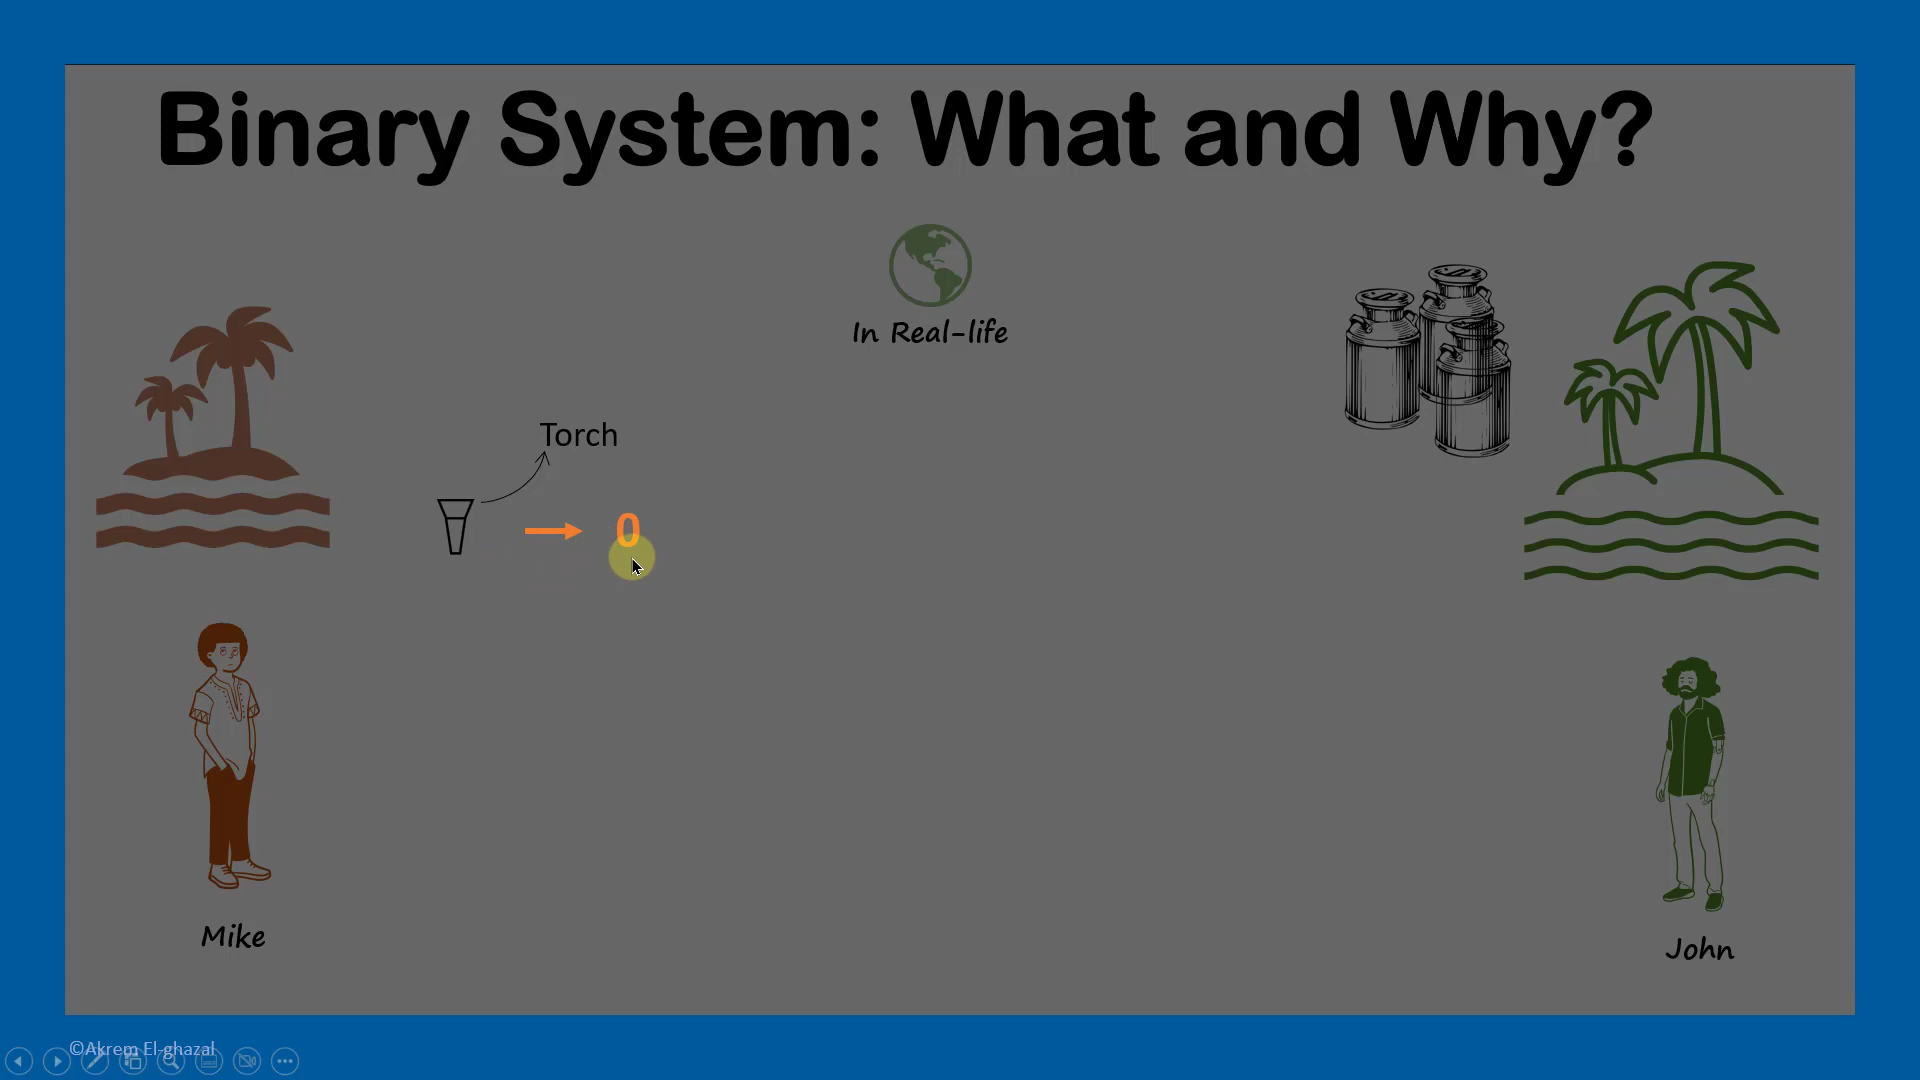 Binary System: What and Why?
In Real-life
Torch
0
Mike
John
©Akrem El-ghazal